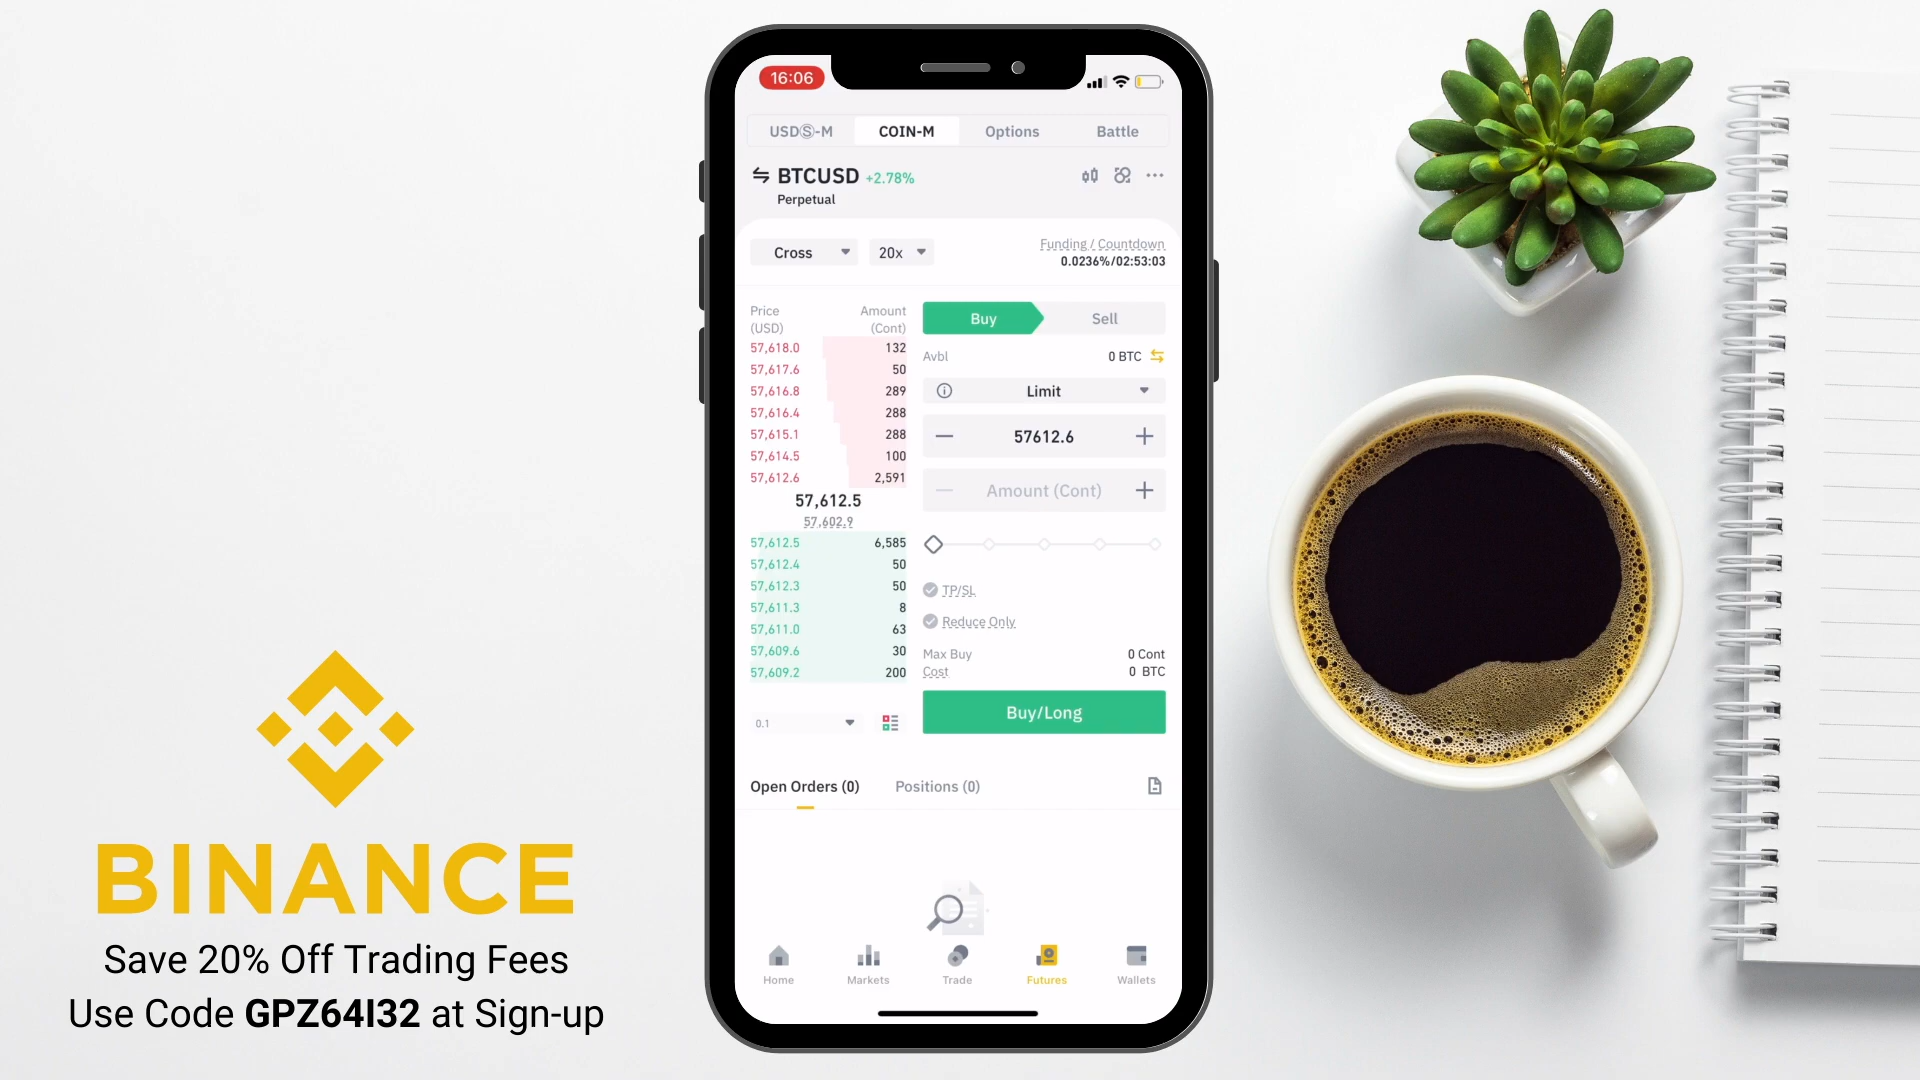 16:06
USDⓈ-M COIN-M Options Battle
BTCUSD +2.78%
Perpetual
Cross 20x
Funding / Countdown
0.0236%/02:53:03
Price Amount
(USD) (Cont)
57,618.0 132
57,617.6 50
57,616.8 289
57,616.4 288
57,615.1 288
57,614.5 100
57,612.6 2,591
57,612.5
57,602.9
57,612.5 6,585
57,612.4 50
57,612.3 50
57,611.3 8
57,611.0 63
57,609.6 30
57,609.2 200
0.1
Buy Sell
Avbl 0 BTC
Limit
57612.6
Amount (Cont)
TP/SL
Reduce Only
Max Buy 0 Cont
Cost 0 BTC
Buy/Long
Open Orders (0) Positions (0)
Home Markets Trade Futures Wallets
BINANCE
Save 20% Off Trading Fees
Use Code GPZ64I32 at Sign-up